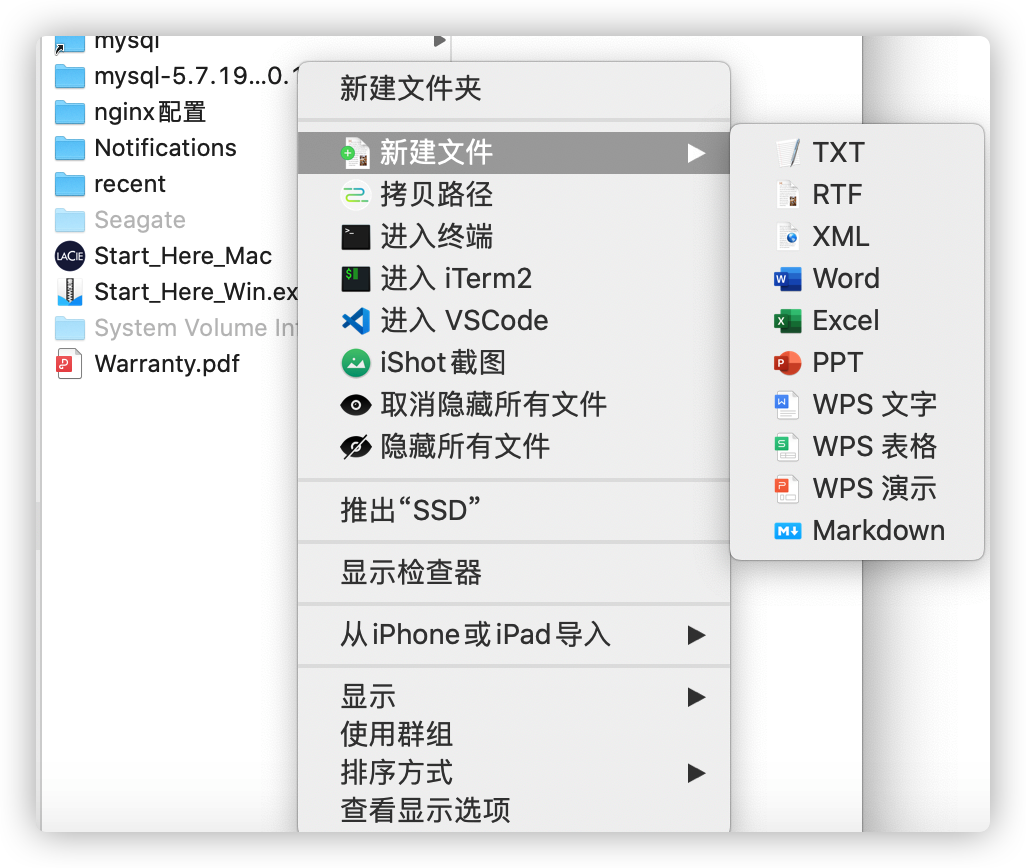 mysql
mysql-5.7.19...0.1
nginx配置
Notifications
recent
Seagate
LACIE
Start_Here_Mac
Start_Here_Win.ex
System Volume Inf
Warranty.pdf
新建文件夹
新建文件
拷贝路径
进入终端
进入 iTerm2
进入 VSCode
iShot截图
取消隐藏所有文件
隐藏所有文件
推出“SSD”
显示检查器
从iPhone或iPad导入
显示
使用群组
排序方式
查看显示选项
TXT
RTF
XML
Word
Excel
PPT
WPS 文字
WPS 表格
WPS 演示
Markdown